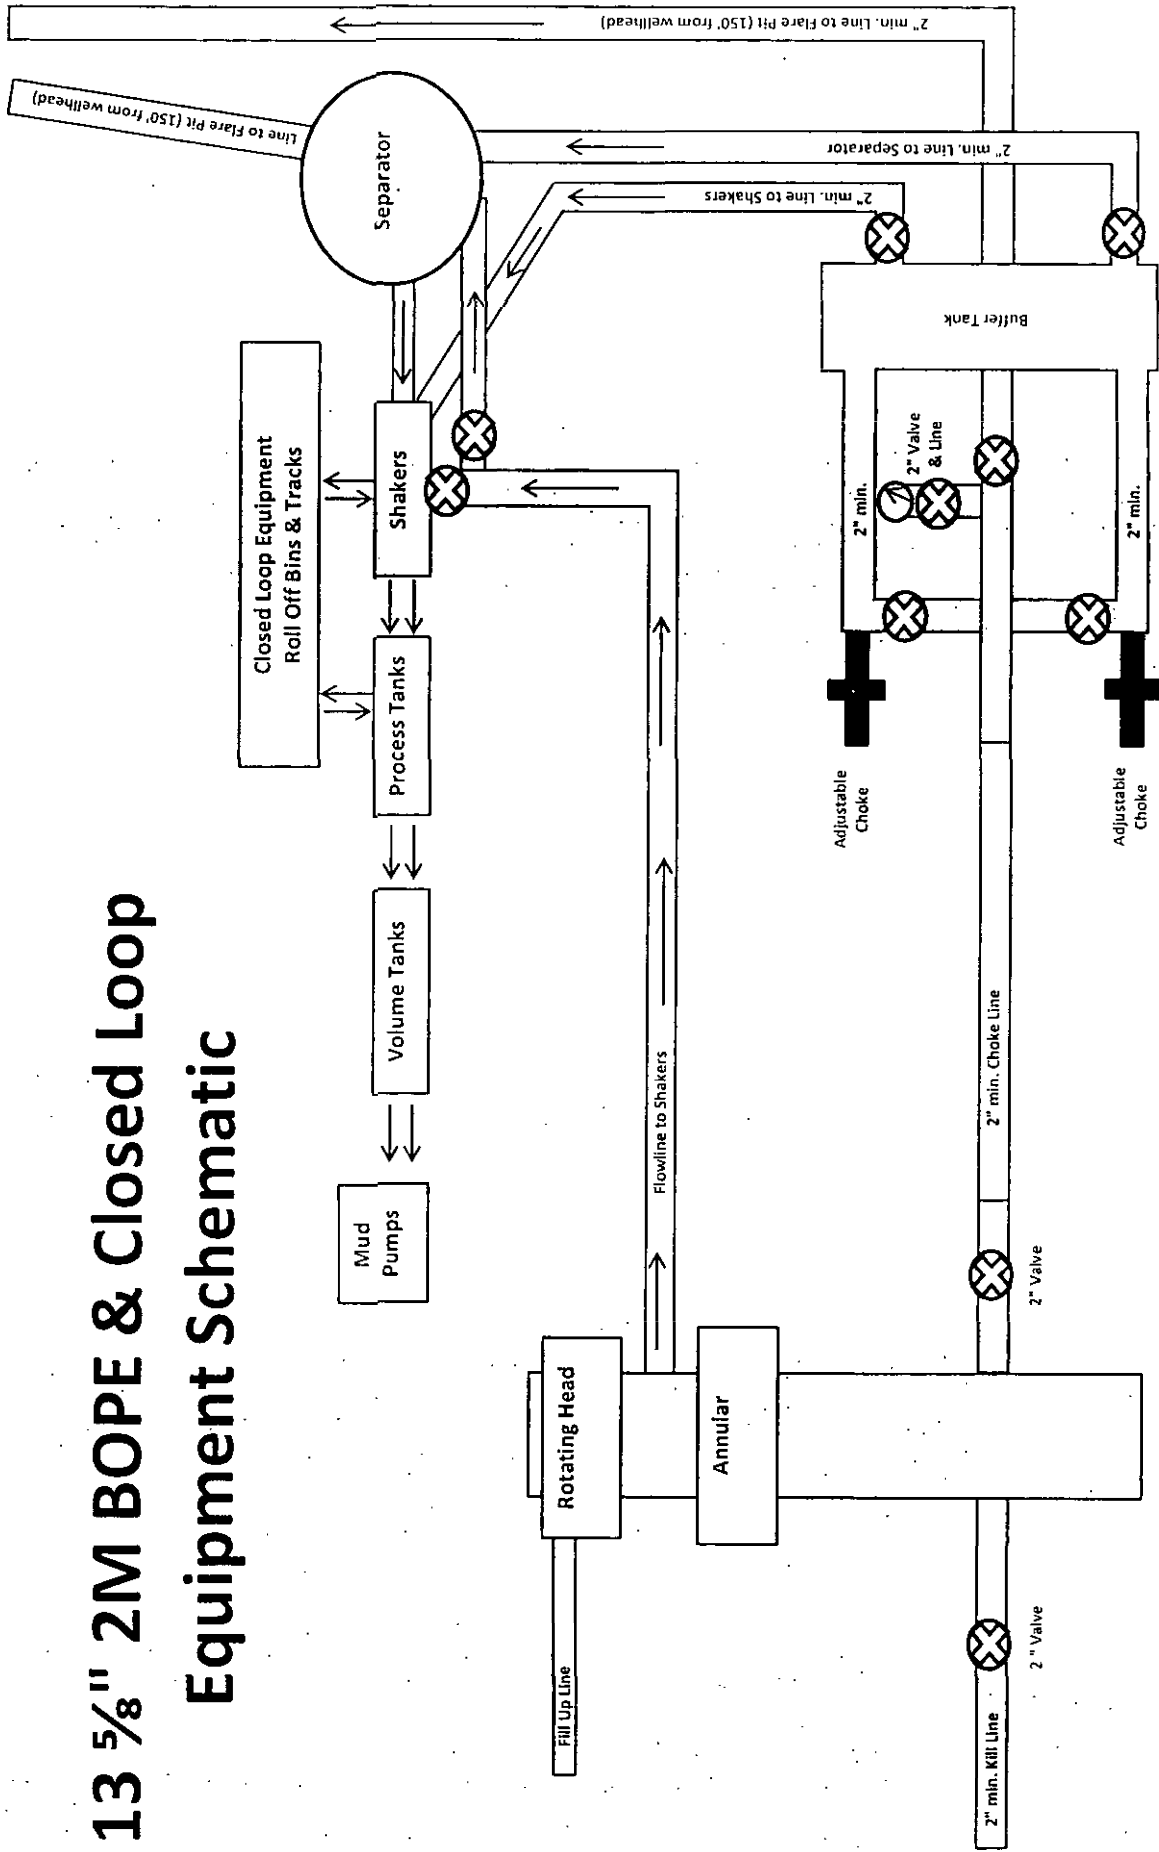 13 ⅝" 2M BOPE & Closed Loop
Equipment Schematic
Closed Loop Equipment
Roll Off Bins & Tracks
Mud
Pumps
Volume Tanks
Process Tanks
Shakers
Separator
Line to Flare Pit (150' from wellhead)
2" min. Line to Flare Pit (150' from wellhead)
Fill Up Line
Rotating Head
Flowline to Shakers
Annular
2" min. Line to Shakers
2" min. Line to Separator
Adjustable
Choke
2" min.
2" Valve
& Line
Buffer Tank
2" min. Kill Line
2" Valve
2" Valve
2" min. Choke Line
2" min.
Adjustable
Choke